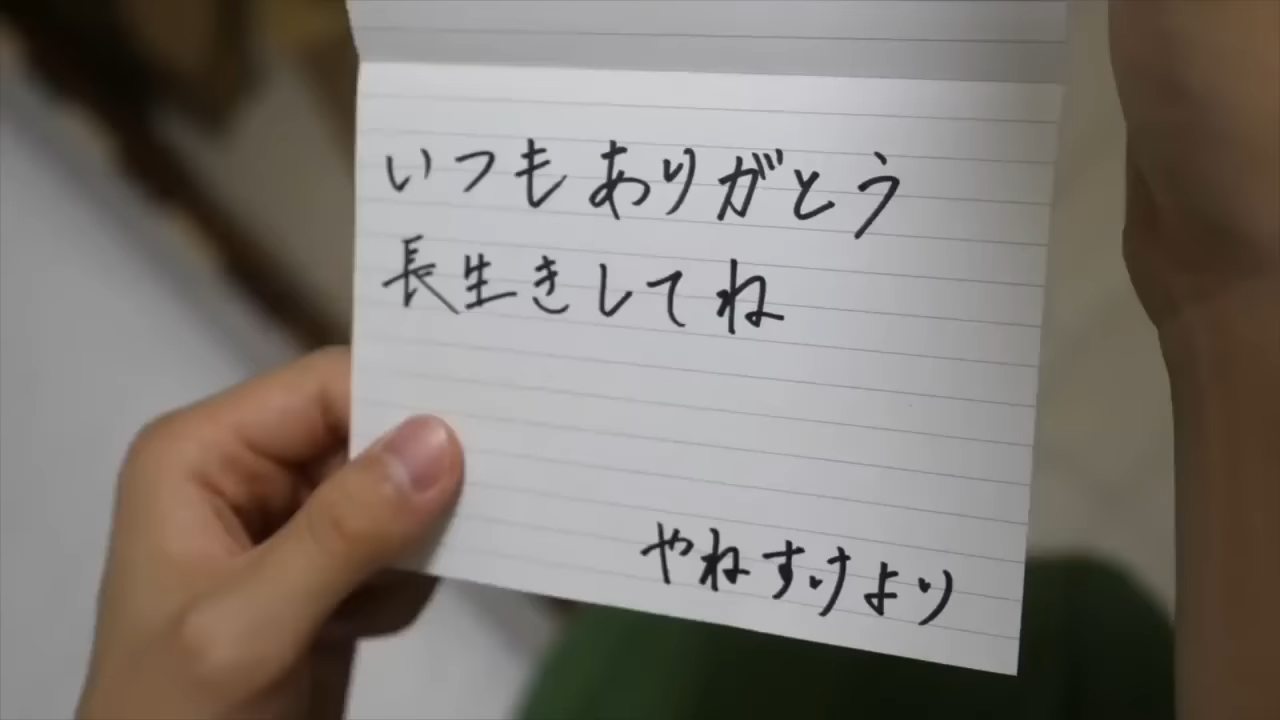 いつもありがとう
長生きしてね
やねすけより